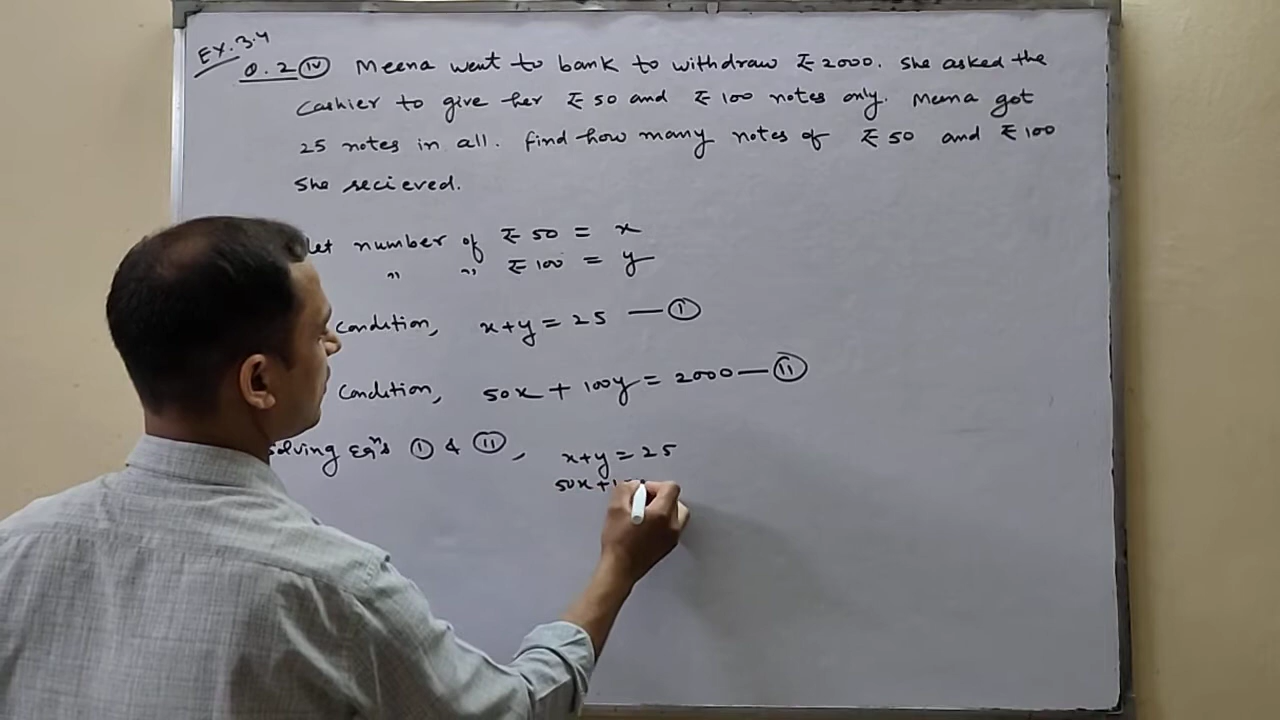 Ex. 3.4
Q. 2 (iv) Meena went to bank to withdraw ₹ 2000. She asked the
cashier to give her ₹ 50 and ₹ 100 notes only. Meena got
25 notes in all. Find how many notes of ₹ 50 and ₹ 100
She recieved.
let number of ₹ 50 = x
" " ₹ 100 = y
condition, x+y = 25 — (i)
condition, 50x + 100y = 2000 — (ii)
solving Eqⁿs (i) & (ii), x+y = 25
50x +